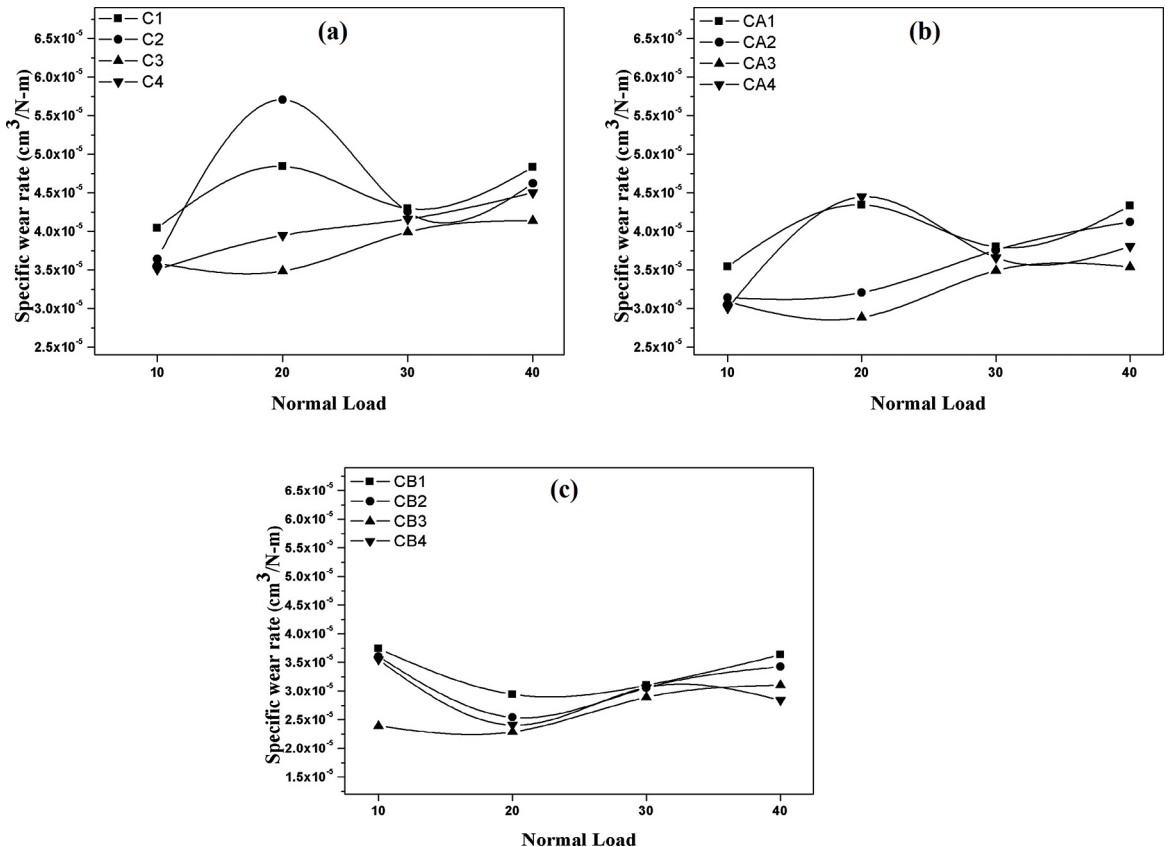 (a)
C1
C2
C3
C4
6.5x10⁻⁵
6.0x10⁻⁵
5.5x10⁻⁵
5.0x10⁻⁵
4.5x10⁻⁵
4.0x10⁻⁵
3.5x10⁻⁵
3.0x10⁻⁵
2.5x10⁻⁵
Specific wear rate (cm³/N-m)
10 20 30 40
Normal Load
(b)
CA1
CA2
CA3
CA4
6.5x10⁻⁵
6.0x10⁻⁵
5.5x10⁻⁵
5.0x10⁻⁵
4.5x10⁻⁵
4.0x10⁻⁵
3.5x10⁻⁵
3.0x10⁻⁵
2.5x10⁻⁵
Specific wear rate (cm³/N-m)
10 20 30 40
Normal Load
(c)
CB1
CB2
CB3
CB4
6.5x10⁻⁵
6.0x10⁻⁵
5.5x10⁻⁵
5.0x10⁻⁵
4.5x10⁻⁵
4.0x10⁻⁵
3.5x10⁻⁵
3.0x10⁻⁵
2.5x10⁻⁵
2.0x10⁻⁵
1.5x10⁻⁵
Specific wear rate (cm³/N-m)
10 20 30 40
Normal Load